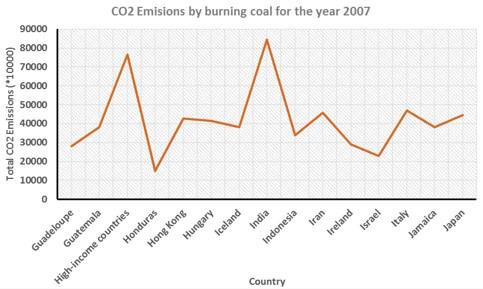 CO2 Emisions by burning coal for the year 2007
Total CO2 Emissions (*10000)
90000
80000
70000
60000
50000
40000
30000
20000
10000
0
Guadeloupe
Guatemala
High-income countries
Honduras
Hong Kong
Hungary
Iceland
India
Indonesia
Iran
Ireland
Israel
Italy
Jamaica
Japan
Country